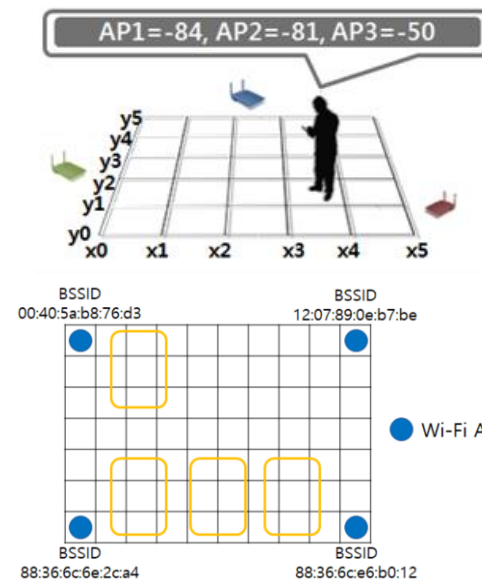 AP1=-84, AP2=-81, AP3=-50
y5
y4
y3
y2
y1
y0
x0 x1 x2 x3 x4 x5
BSSID
00:40:5a:b8:76:d3
BSSID
12:07:89:0e:b7:be
Wi-Fi A
BSSID
88:36:6c:6e:2c:a4
BSSID
88:36:6c:e6:b0:12